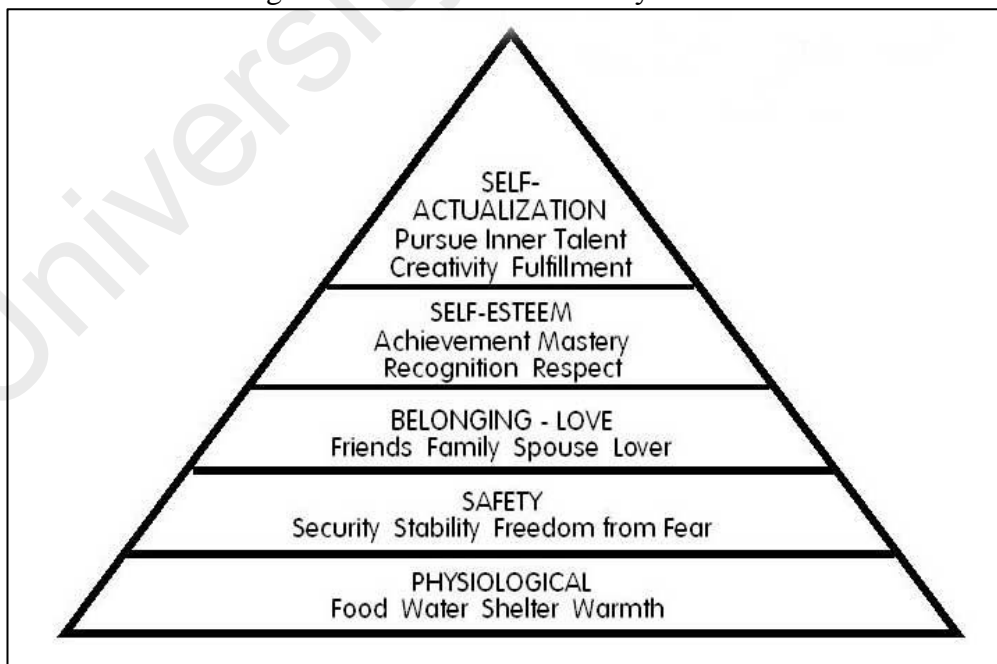 University
SELF-
ACTUALIZATION
Pursue Inner Talent
Creativity Fulfillment
SELF-ESTEEM
Achievement Mastery
Recognition Respect
BELONGING - LOVE
Friends Family Spouse Lover
SAFETY
Security Stability Freedom from Fear
PHYSIOLOGICAL
Food Water Shelter Warmth